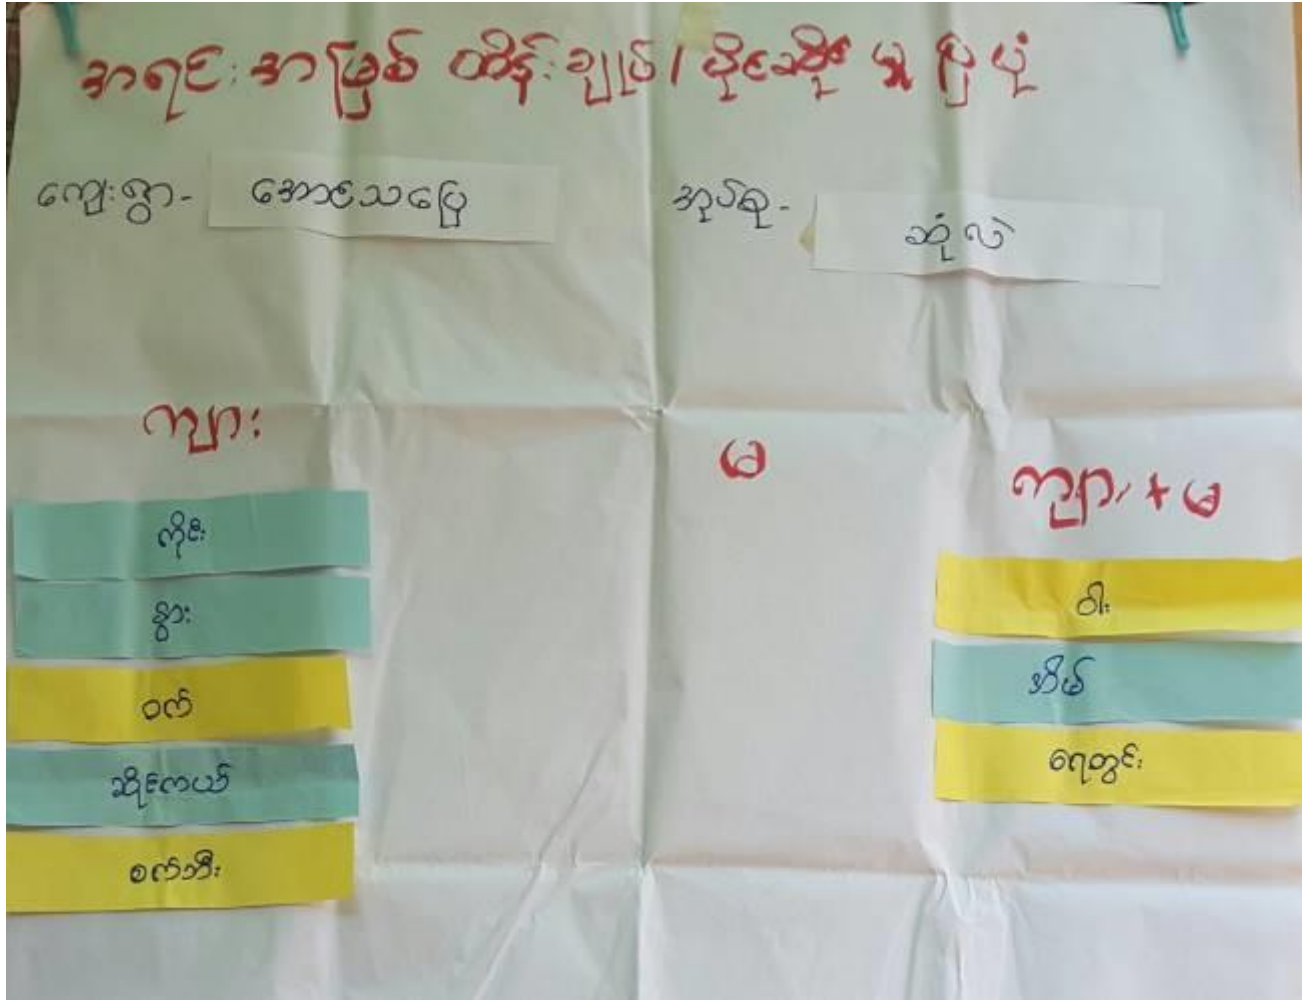 အရင်းအမြစ် ထိန်းချုပ် / ပိုင်ဆိုင် မှု ပြပုံ
ကျေးရွာ- အောင်သပြေ အုပ်စု- ဆုံလဲ
ကျား မ ကျား + မ
ကိုင်း
နွား
ဝက်
ဆိုင်ကယ်
စက်ဘီး
ဝါး
အိမ်
ရေတွင်း